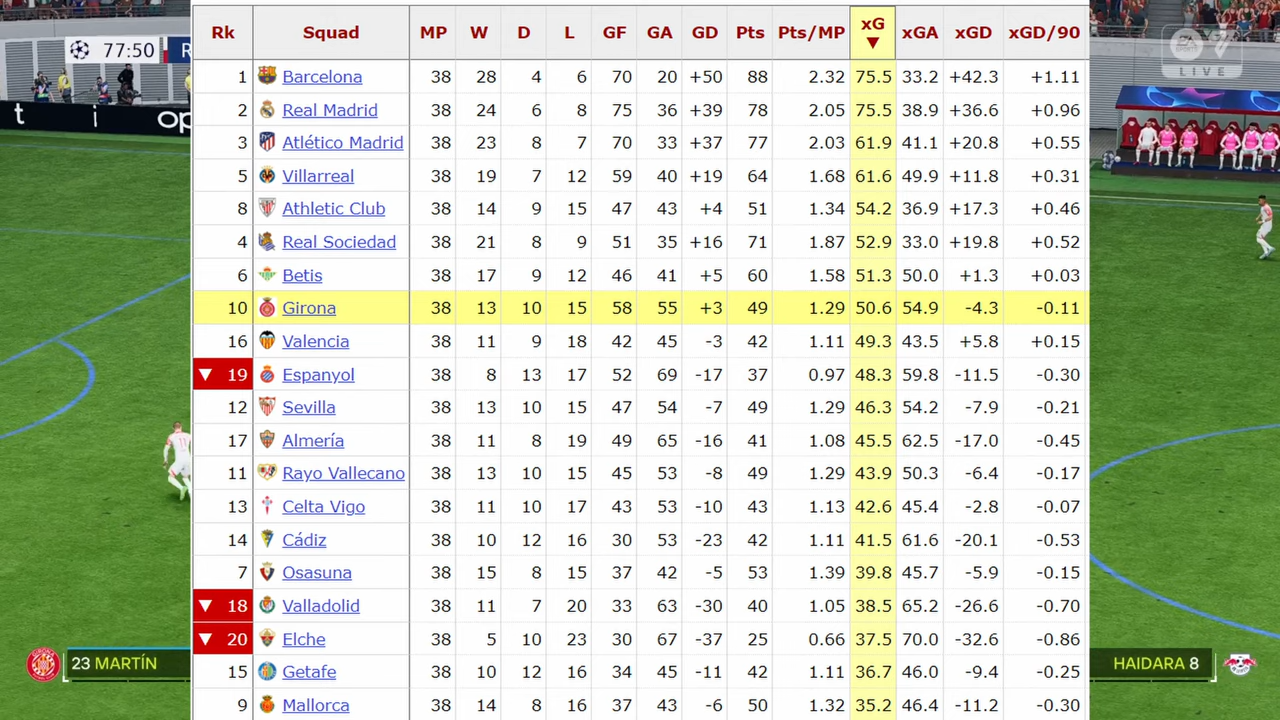 77:50 R
t i op
LIVE
Rk Squad MP W D L GF GA GD Pts Pts/MP xG ▼ xGA xGD xGD/90
1 Barcelona 38 28 4 6 70 20 +50 88 2.32 75.5 33.2 +42.3 +1.11
2 Real Madrid 38 24 6 8 75 36 +39 78 2.05 75.5 38.9 +36.6 +0.96
3 Atlético Madrid 38 23 8 7 70 33 +37 77 2.03 61.9 41.1 +20.8 +0.55
5 Villarreal 38 19 7 12 59 40 +19 64 1.68 61.6 49.9 +11.8 +0.31
8 Athletic Club 38 14 9 15 47 43 +4 51 1.34 54.2 36.9 +17.3 +0.46
4 Real Sociedad 38 21 8 9 51 35 +16 71 1.87 52.9 33.0 +19.8 +0.52
6 Betis 38 17 9 12 46 41 +5 60 1.58 51.3 50.0 +1.3 +0.03
10 Girona 38 13 10 15 58 55 +3 49 1.29 50.6 54.9 -4.3 -0.11
16 Valencia 38 11 9 18 42 45 -3 42 1.11 49.3 43.5 +5.8 +0.15
▼ 19 Espanyol 38 8 13 17 52 69 -17 37 0.97 48.3 59.8 -11.5 -0.30
12 Sevilla 38 13 10 15 47 54 -7 49 1.29 46.3 54.2 -7.9 -0.21
17 Almería 38 11 8 19 49 65 -16 41 1.08 45.5 62.5 -17.0 -0.45
11 Rayo Vallecano 38 13 10 15 45 53 -8 49 1.29 43.9 50.3 -6.4 -0.17
13 Celta Vigo 38 11 10 17 43 53 -10 43 1.13 42.6 45.4 -2.8 -0.07
14 Cádiz 38 10 12 16 30 53 -23 42 1.11 41.5 61.6 -20.1 -0.53
7 Osasuna 38 15 8 15 37 42 -5 53 1.39 39.8 45.7 -5.9 -0.15
▼ 18 Valladolid 38 11 7 20 33 63 -30 40 1.05 38.5 65.2 -26.6 -0.70
▼ 20 Elche 38 5 10 23 30 67 -37 25 0.66 37.5 70.0 -32.6 -0.86
15 Getafe 38 10 12 16 34 45 -11 42 1.11 36.7 46.0 -9.4 -0.25
9 Mallorca 38 14 8 16 37 43 -6 50 1.32 35.2 46.4 -11.2 -0.30
23 MARTÍN
HAIDARA 8